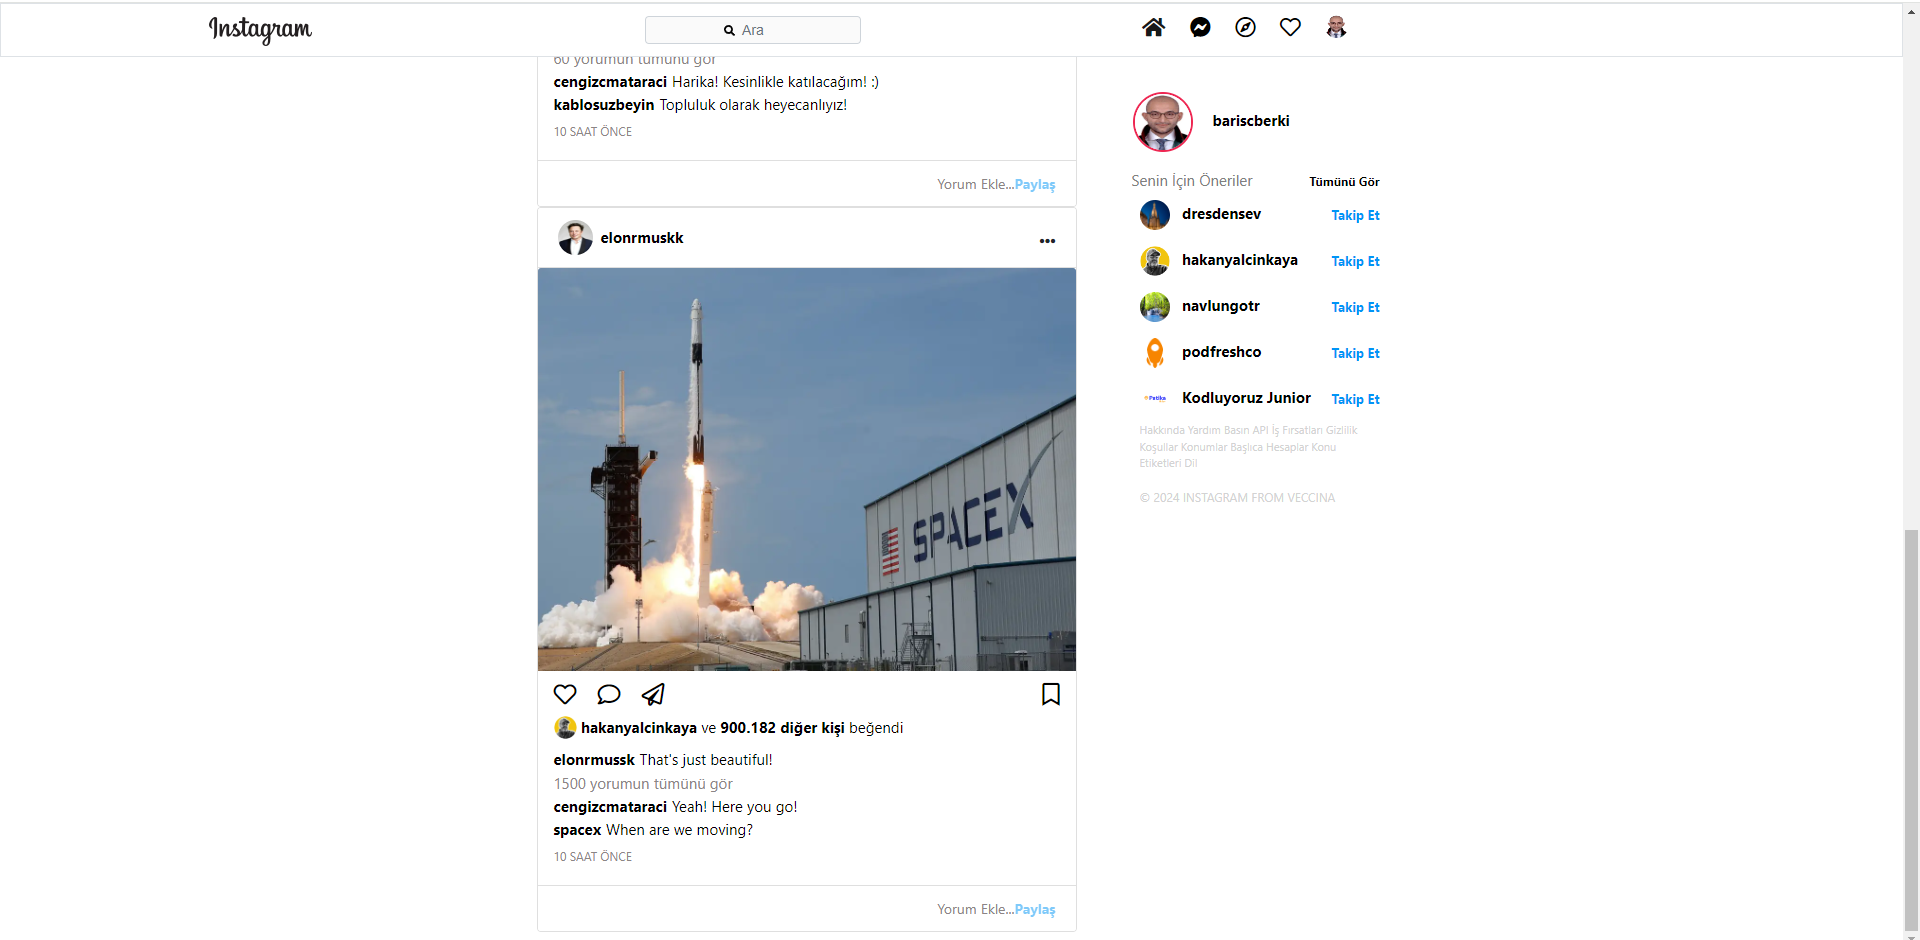 Instagram
Ara
60 yorumun tümünü gör
cengizcmataraci Harika! Kesinlikle katılacağım! :)
kablosuzbeyin Topluluk olarak heyecanlıyız!
10 SAAT ÖNCE
Yorum Ekle...Paylaş
elonrmuskk
SPACEX
hakanyalcinkaya ve 900.182 diğer kişi beğendi
elonrmussk That's just beautiful!
1500 yorumun tümünü gör
cengizcmataraci Yeah! Here you go!
spacex When are we moving?
10 SAAT ÖNCE
Yorum Ekle...Paylaş
bariscberki
Senin İçin Öneriler Tümünü Gör
dresdensev Takip Et
hakanyalcinkaya Takip Et
navlungotr Takip Et
podfreshco Takip Et
Patika
Kodluyoruz Junior Takip Et
Hakkında Yardım Basın API İş Fırsatları Gizlilik
Koşullar Konumlar Başlıca Hesaplar Konu
Etiketleri Dil
© 2024 INSTAGRAM FROM VECCINA